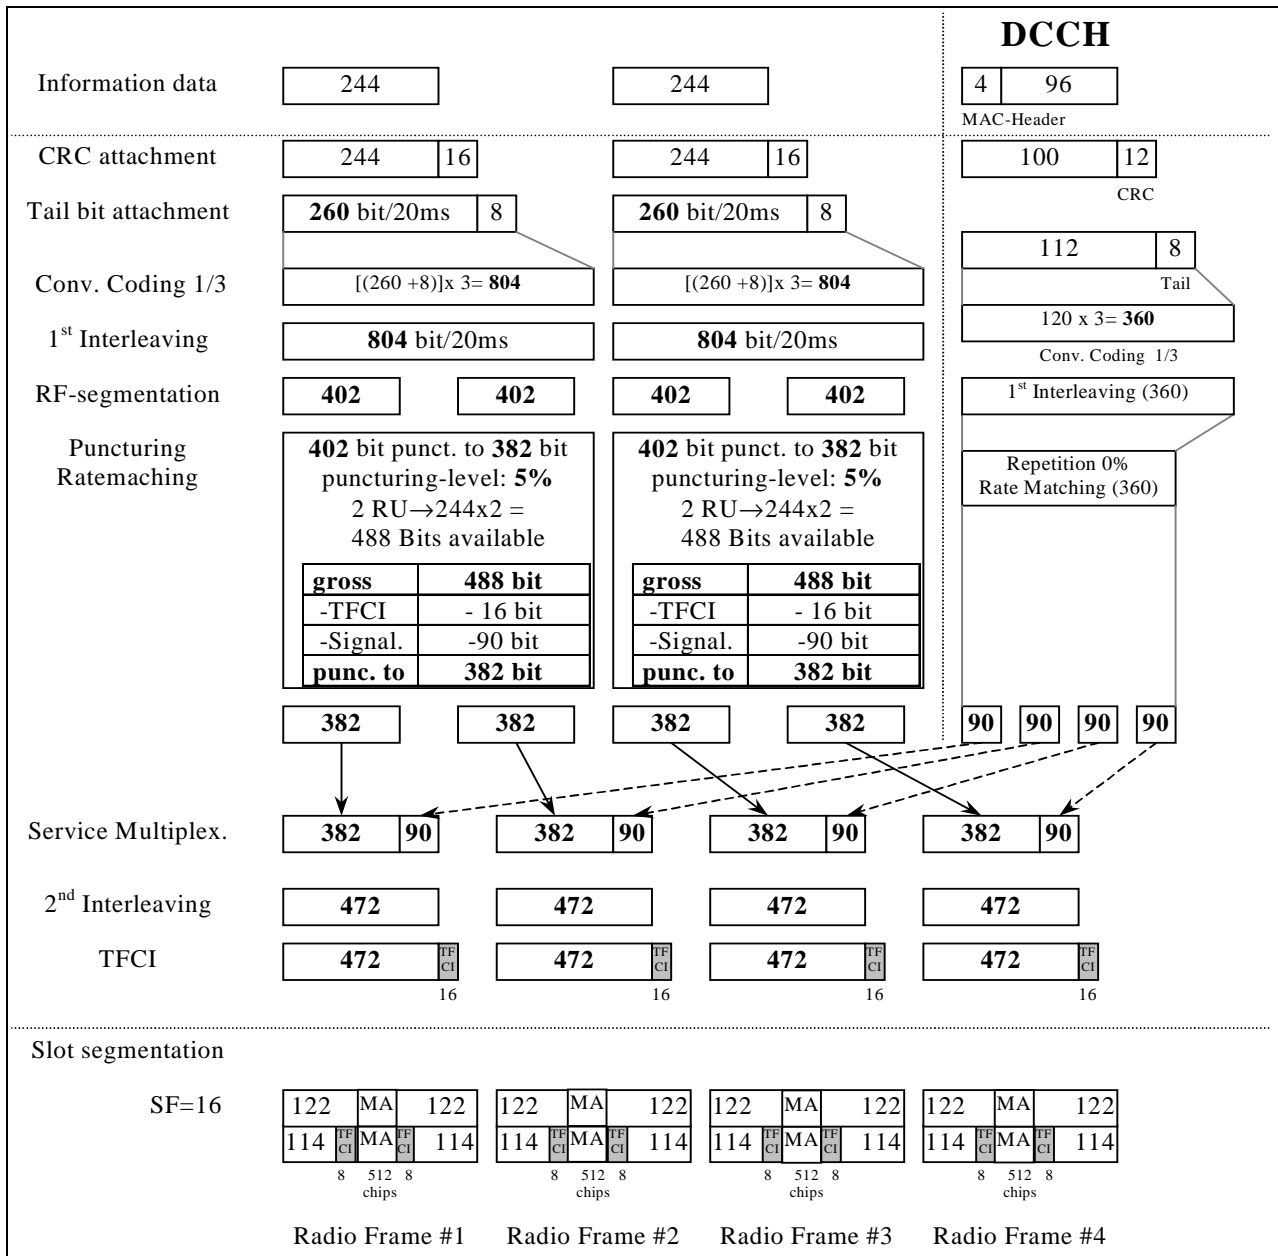 DCCH
Information data 244 244 4 96
MAC-Header
CRC attachment 244 16 244 16 100 12
CRC
Tail bit attachment 260 bit/20ms 8 260 bit/20ms 8
112 8
Tail
Conv. Coding 1/3 [(260 +8)]x 3= 804 [(260 +8)]x 3= 804
120 x 3= 360
Conv. Coding 1/3
1st Interleaving 804 bit/20ms 804 bit/20ms
RF-segmentation 402 402 402 402 1st Interleaving (360)
Puncturing
Ratemaching
402 bit punct. to 382 bit
puncturing-level: 5%
2 RU→244x2 =
488 Bits available
gross 488 bit
-TFCI - 16 bit
-Signal. -90 bit
punc. to 382 bit
402 bit punct. to 382 bit
puncturing-level: 5%
2 RU→244x2 =
488 Bits available
gross 488 bit
-TFCI - 16 bit
-Signal. -90 bit
punc. to 382 bit
Repetition 0%
Rate Matching (360)
382 382 382 382 90 90 90 90
Service Multiplex. 382 90 382 90 382 90 382 90
2nd Interleaving 472 472 472 472
TFCI 472 TF CI 472 TF CI 472 TF CI 472 TF CI
16 16 16 16
Slot segmentation
SF=16 122 MA 122 122 MA 122 122 MA 122 122 MA 122
114 TF CI MA TF CI 114 114 TF CI MA TF CI 114 114 TF CI MA TF CI 114 114 TF CI MA TF CI 114
8 512 8 8 512 8 8 512 8 8 512 8
chips chips chips chips
Radio Frame #1 Radio Frame #2 Radio Frame #3 Radio Frame #4